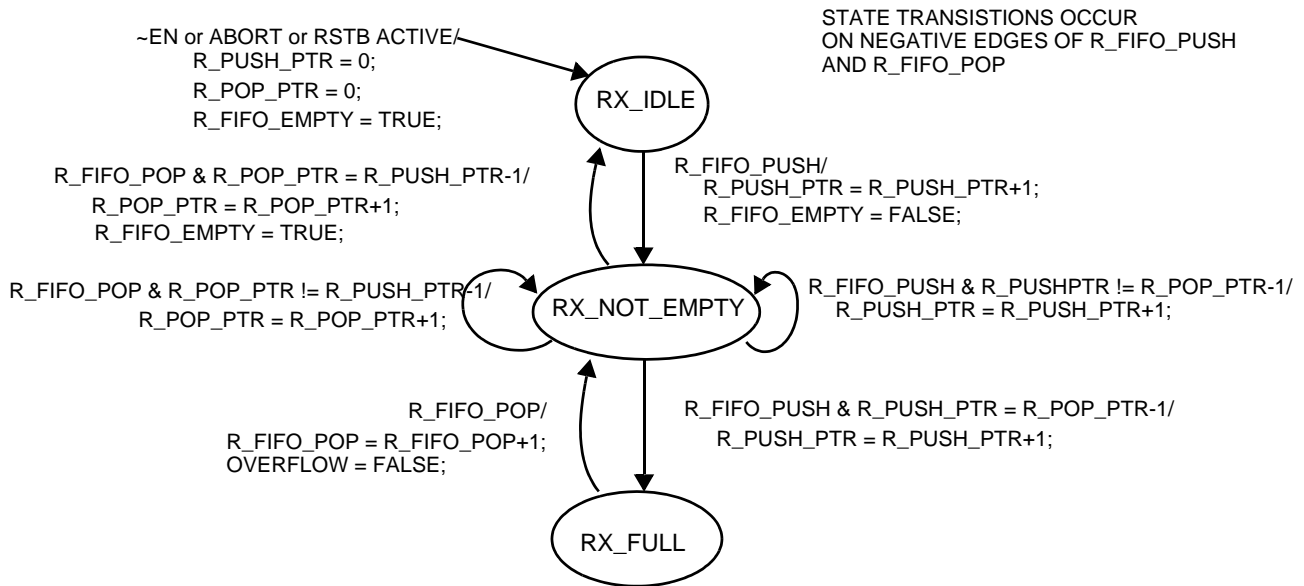 ~EN or ABORT or RSTB ACTIVE/
R_PUSH_PTR = 0;
R_POP_PTR = 0;
R_FIFO_EMPTY = TRUE;
STATE TRANSISTIONS OCCUR
ON NEGATIVE EDGES OF R_FIFO_PUSH
AND R_FIFO_POP
RX_IDLE
R_FIFO_POP & R_POP_PTR = R_PUSH_PTR-1/
R_POP_PTR = R_POP_PTR+1;
R_FIFO_EMPTY = TRUE;
R_FIFO_PUSH/
R_PUSH_PTR = R_PUSH_PTR+1;
R_FIFO_EMPTY = FALSE;
R_FIFO_POP & R_POP_PTR != R_PUSH_PTR-1/
R_POP_PTR = R_POP_PTR+1;
RX_NOT_EMPTY
R_FIFO_PUSH & R_PUSHPTR != R_POP_PTR-1/
R_PUSH_PTR = R_PUSH_PTR+1;
R_FIFO_POP/
R_FIFO_POP = R_FIFO_POP+1;
OVERFLOW = FALSE;
R_FIFO_PUSH & R_PUSH_PTR = R_POP_PTR-1/
R_PUSH_PTR = R_PUSH_PTR+1;
RX_FULL